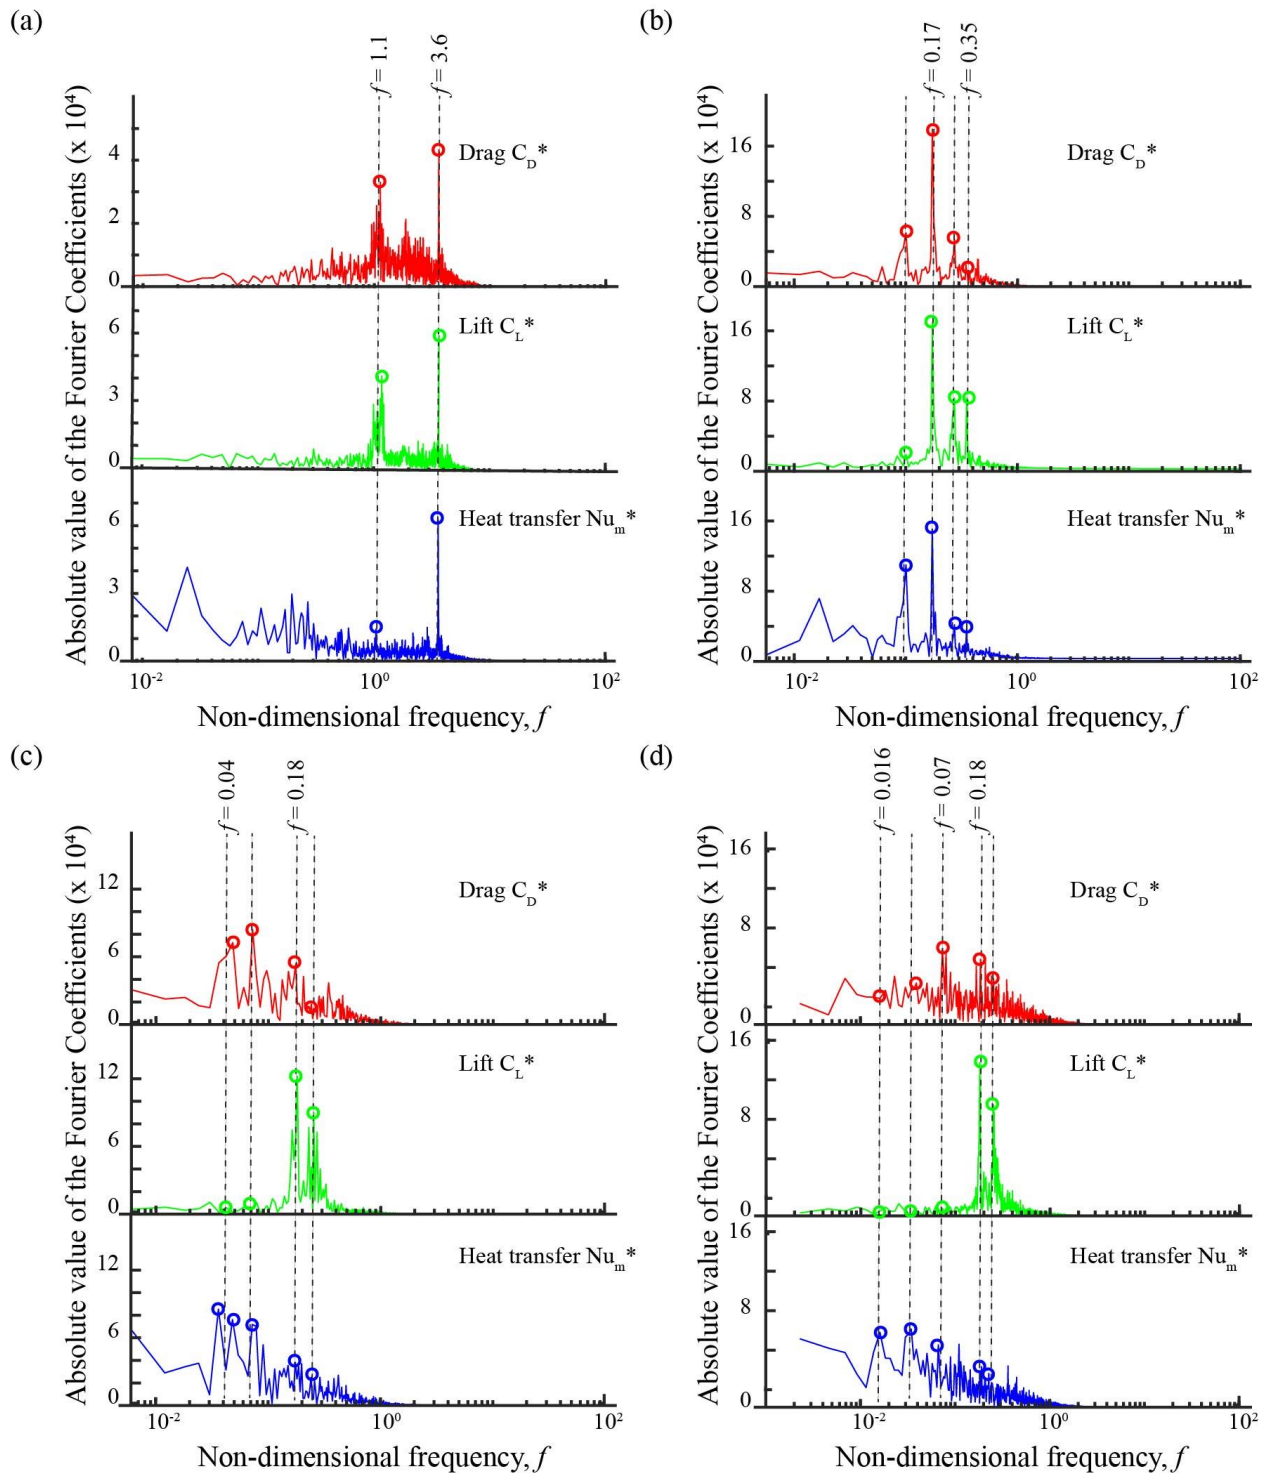 (a)
f = 1.1
f = 3.6
Absolute value of the Fourier Coefficients (x 10⁴)
4
Drag C_D*
2
0
6
Lift C_L*
3
0
6
Heat transfer Nu_m*
3
0
10⁻² 10⁰ 10²
Non-dimensional frequency, f
(b)
f = 0.17
f = 0.35
Absolute value of the Fourier Coefficients (x 10⁴)
16
Drag C_D*
8
0
16
Lift C_L*
8
0
16
Heat transfer Nu_m*
8
0
10⁻² 10⁰ 10²
Non-dimensional frequency, f
(c)
f = 0.04
f = 0.18
Absolute value of the Fourier Coefficients (x 10⁴)
12
Drag C_D*
6
0
12
Lift C_L*
6
0
12
Heat transfer Nu_m*
6
0
10⁻² 10⁰ 10²
Non-dimensional frequency, f
(d)
f = 0.016
f = 0.07
f = 0.18
Absolute value of the Fourier Coefficients (x 10⁴)
16
Drag C_D*
8
0
16
Lift C_L*
8
0
16
Heat transfer Nu_m*
8
0
10⁻² 10⁰ 10²
Non-dimensional frequency, f